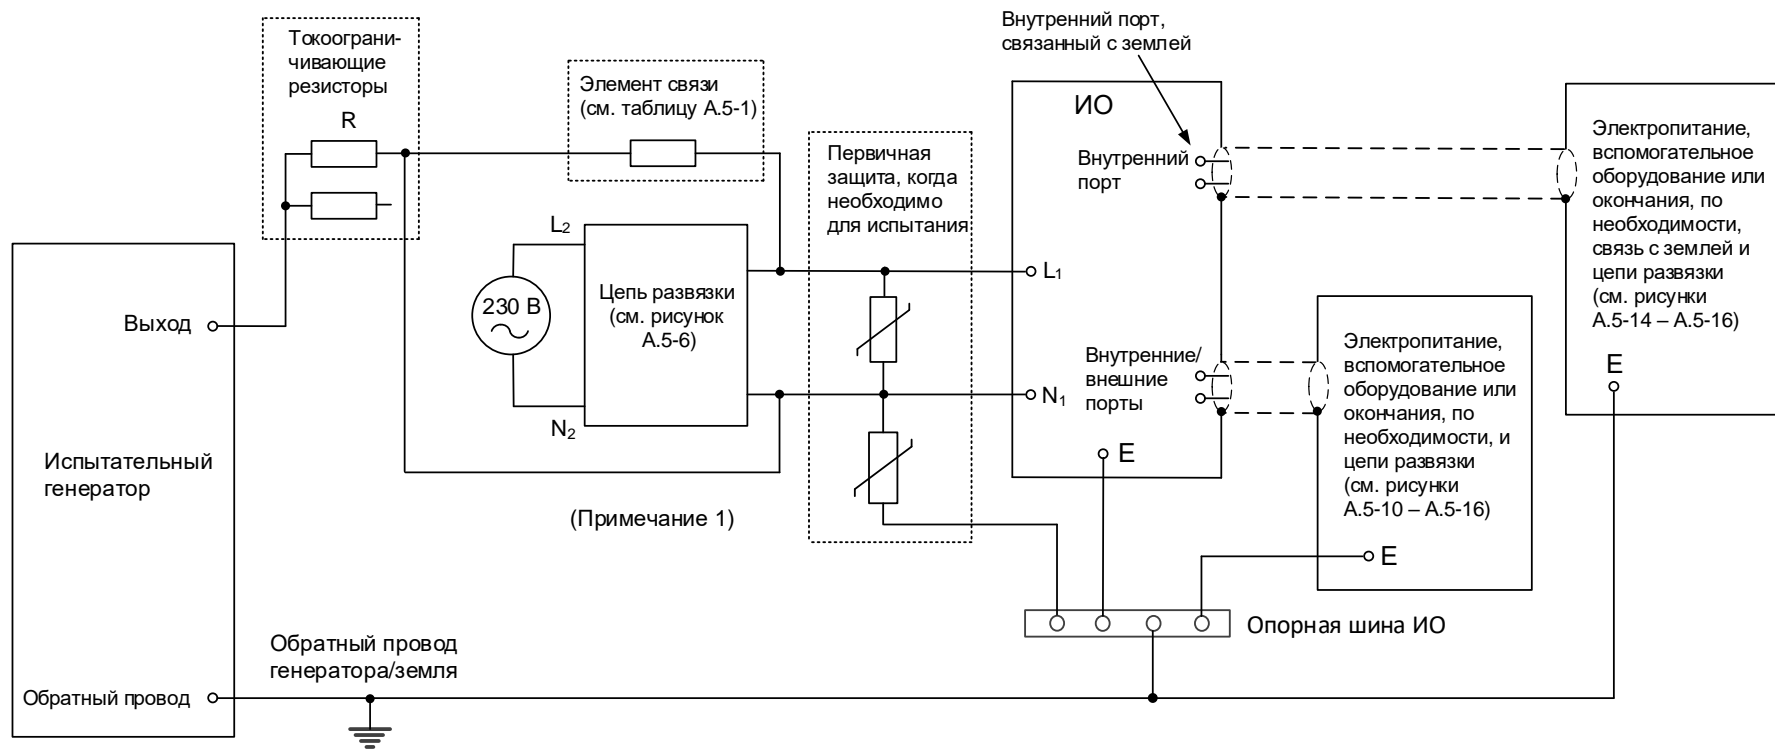 Внутренний порт,
связанный с землей
Токоограни-
чивающие
резисторы
R
Элемент связи
(см. таблицу А.5-1)
Первичная
защита, когда
необходимо
для испытания
ИО
Внутренний
порт
Электропитание,
вспомогательное
оборудование или
окончания, по
необходимости,
связь с землей и
цепи развязки
(см. рисунки
А.5-14 – А.5-16)
E
L2
230 В
N2
Цепь развязки
(см. рисунок
А.5-6)
L1
N1
Внутренние/
внешние
порты
E
Электропитание,
вспомогательное
оборудование или
окончания, по
необходимости, и
цепи развязки
(см. рисунки
А.5-10 – А.5-16)
E
Выход
Испытательный
генератор
(Примечание 1)
Опорная шина ИО
Обратный провод
генератора/земля
Обратный провод